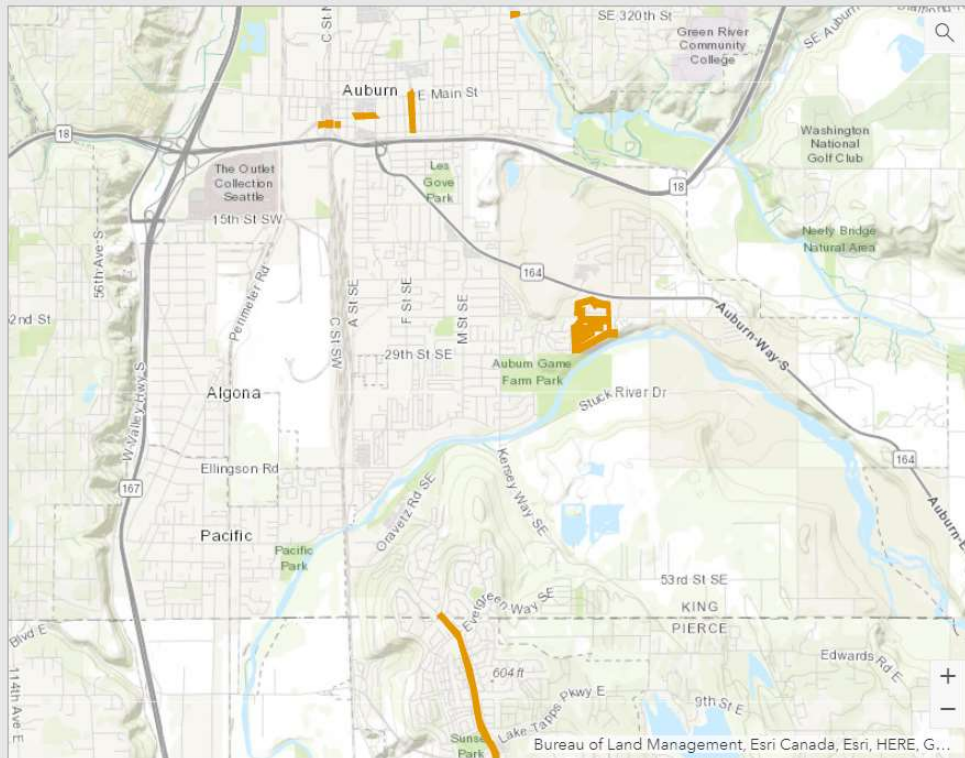 C St N
SE 320th St
Green River
Community
College
SE Auburn
Auburn
E Main St
18
Washington
National
Golf Club
The Outlet
Collection
Seattle
Les
Gove
Park
18
15th St SW
56th Ave S
Neely Bridge
Natural Area
Perimeter Rd
164
2nd St
C St SW
A St SE
F St SE
M St SE
Auburn-Way-S
29th St SE
Auburn Game
Farm Park
W Valley Hwy S
Algona
Stuck River Dr
Ellingson Rd
Kersey Way SE
164
167
Oravetz Rd SE
Auburn-E
Pacific
Pacific
Park
53rd St SE
Evergreen Way SE
KING
PIERCE
Blvd E
114th Ave E
604 ft
Edwards Rd E
+
Lake Tapps Pkwy E
9th St E
−
Sunset
Park
Bureau of Land Management, Esri Canada, Esri, HERE, G...